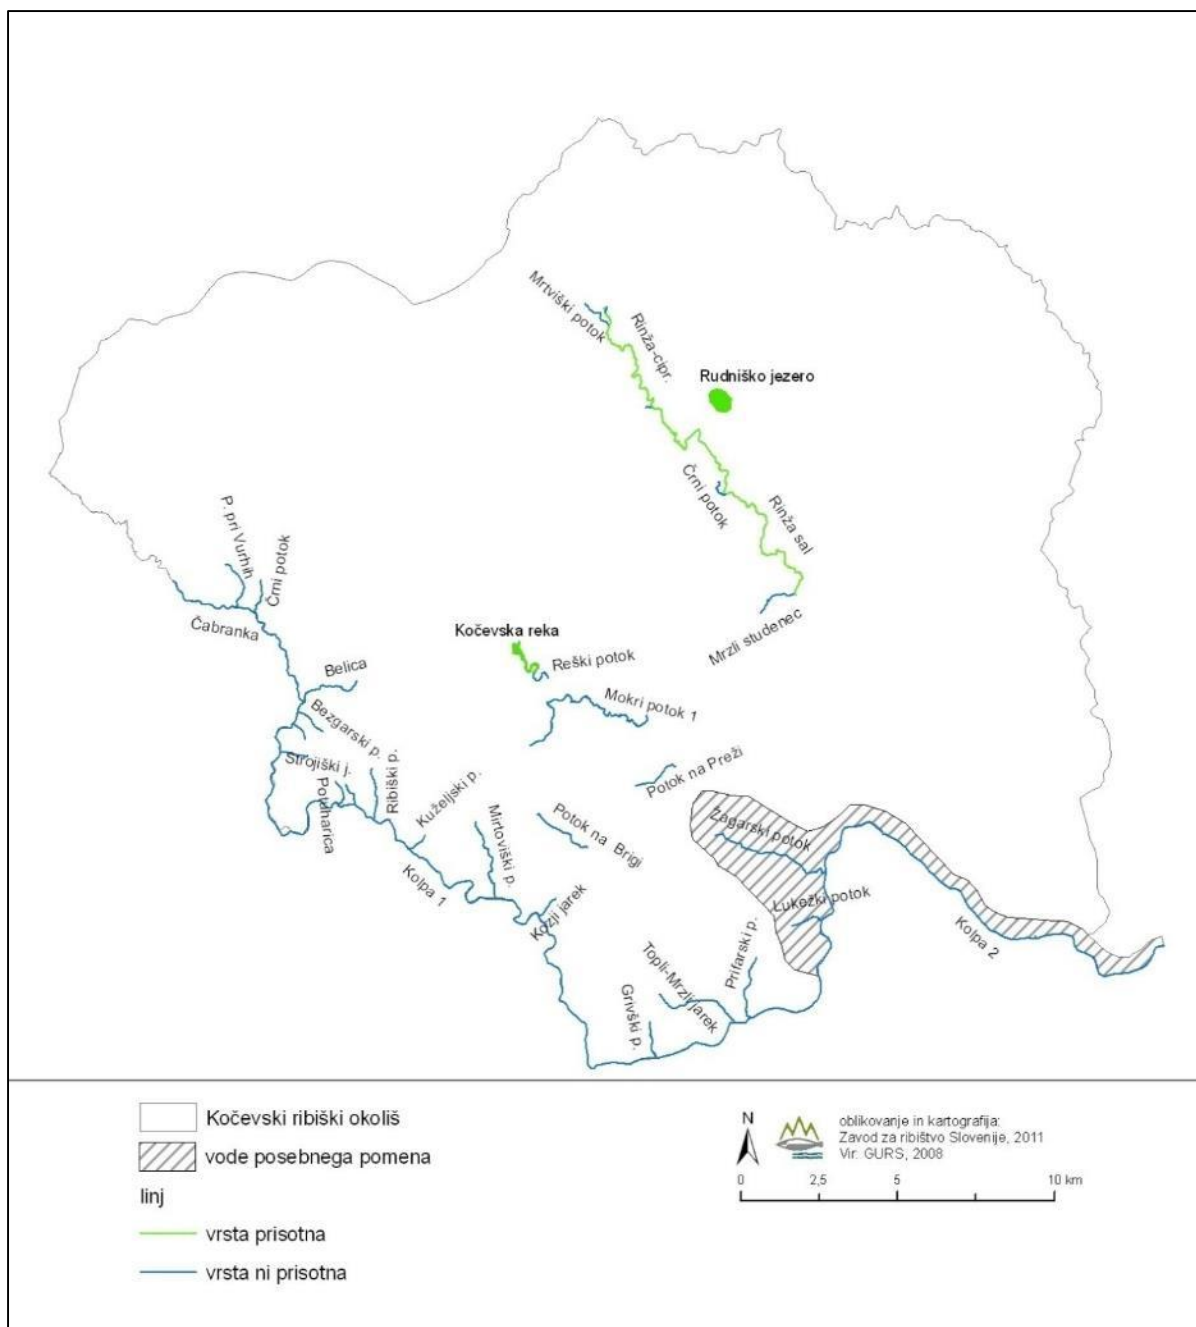 Mrtviški potok
Rinža-cipr.
Rudniško jezero
Črni potok
Rinža sal
P. pri Vurhih
Črni potok
Čabranka
Mrzli studenec
Kočevska reka
Reški potok
Belica
Mokri potok 1
Bezgarski p.
Strojiški j.
Ribiški p.
Potuharica
Kuželjski p.
Potok na Preži
Mirtoviški p.
Potok na Brigi
Žagarski potok
Kolpa 1
Kozji jarek
Lukežki potok
Kolpa 2
Prifarski p.
Topli-Mrzli jarek
Grivški p.
Kočevski ribiški okoliš
vode posebnega pomena
linj
vrsta prisotna
vrsta ni prisotna
N
oblikovanje in kartografija:
Zavod za ribištvo Slovenije, 2011
Vir: GURS, 2008
0 2,5 5 10 km